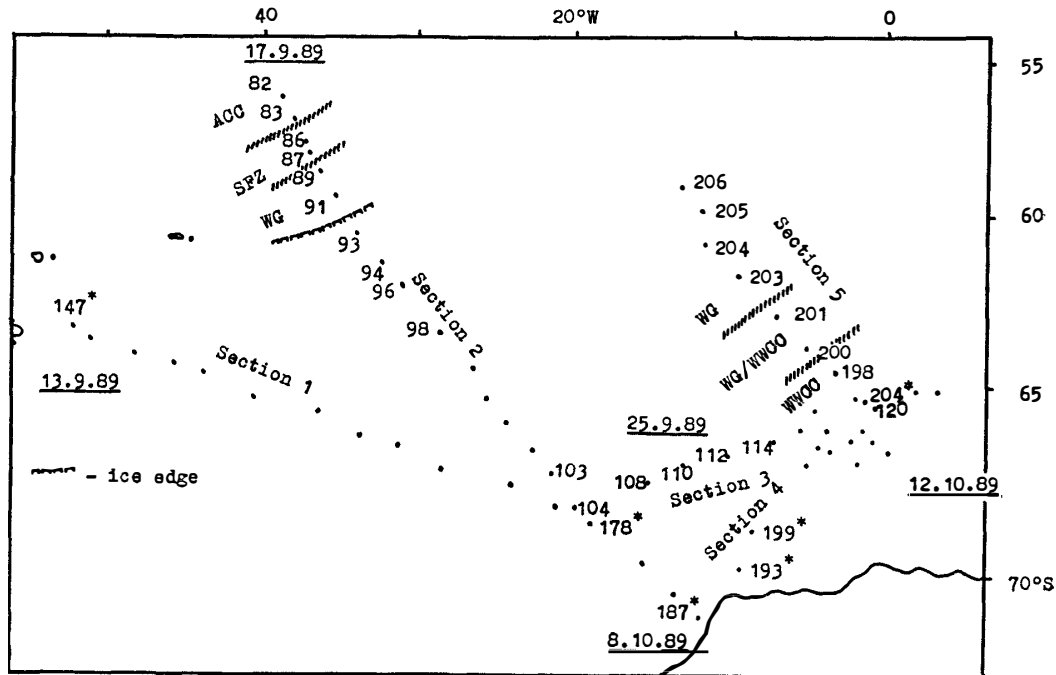 40 20°W 0
17.9.89
55
82
ACC 83
86
87
SFZ 89
WG 91
93
94
96
98
Section 2
206
205
204
203
Section 5
60
WG
201
WG/WWGO
200
WWGO
198
204*
120
65
147*
Section 1
13.9.89
25.9.89
112 114
110
108
Section 3
103
104
178*
Section 4
12.10.89
– ice edge
199*
193*
70°S
187*
8.10.89